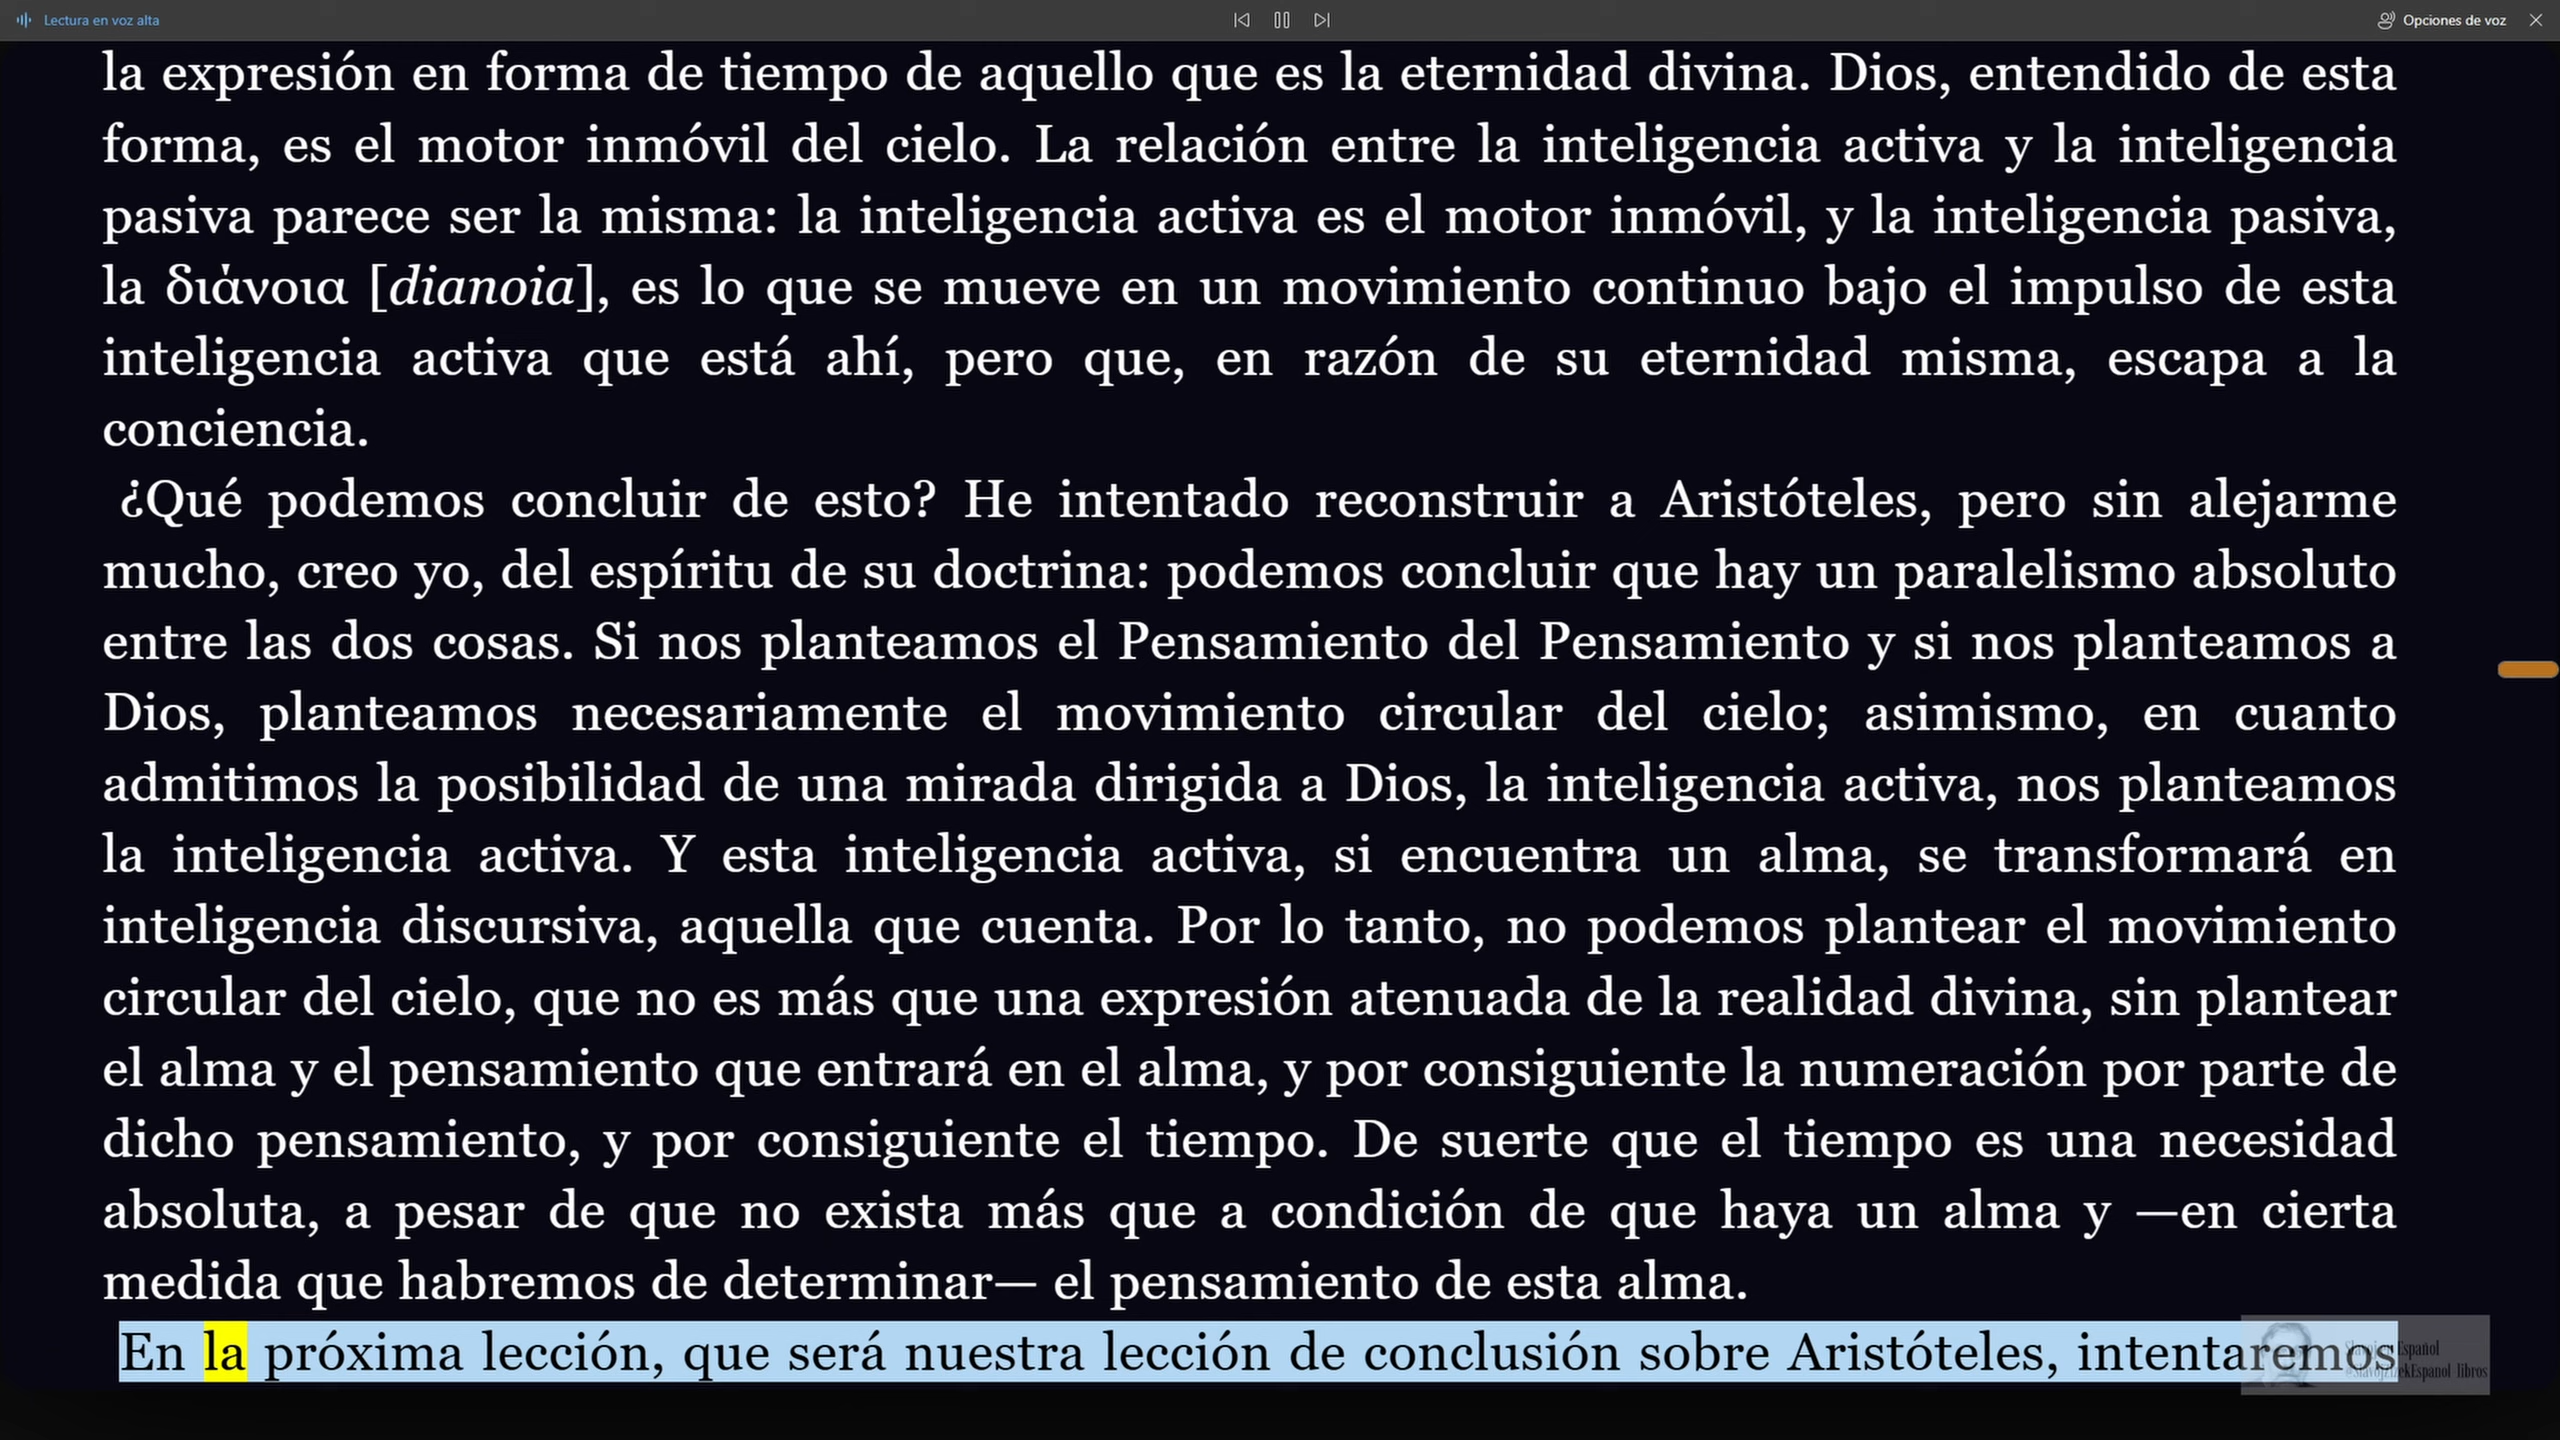 Lectura en voz alta
Opciones de voz
la expresión en forma de tiempo de aquello que es la eternidad divina. Dios, entendido de esta
forma, es el motor inmóvil del cielo. La relación entre la inteligencia activa y la inteligencia
pasiva parece ser la misma: la inteligencia activa es el motor inmóvil, y la inteligencia pasiva,
la διάνοια [dianoia], es lo que se mueve en un movimiento continuo bajo el impulso de esta
inteligencia activa que está ahí, pero que, en razón de su eternidad misma, escapa a la
conciencia.
¿Qué podemos concluir de esto? He intentado reconstruir a Aristóteles, pero sin alejarme
mucho, creo yo, del espíritu de su doctrina: podemos concluir que hay un paralelismo absoluto
entre las dos cosas. Si nos planteamos el Pensamiento del Pensamiento y si nos planteamos a
Dios, planteamos necesariamente el movimiento circular del cielo; asimismo, en cuanto
admitimos la posibilidad de una mirada dirigida a Dios, la inteligencia activa, nos planteamos
la inteligencia activa. Y esta inteligencia activa, si encuentra un alma, se transformará en
inteligencia discursiva, aquella que cuenta. Por lo tanto, no podemos plantear el movimiento
circular del cielo, que no es más que una expresión atenuada de la realidad divina, sin plantear
el alma y el pensamiento que entrará en el alma, y por consiguiente la numeración por parte de
dicho pensamiento, y por consiguiente el tiempo. De suerte que el tiempo es una necesidad
absoluta, a pesar de que no exista más que a condición de que haya un alma y —en cierta
medida que habremos de determinar— el pensamiento de esta alma.
En la próxima lección, que será nuestra lección de conclusión sobre Aristóteles, intentaremos
Español